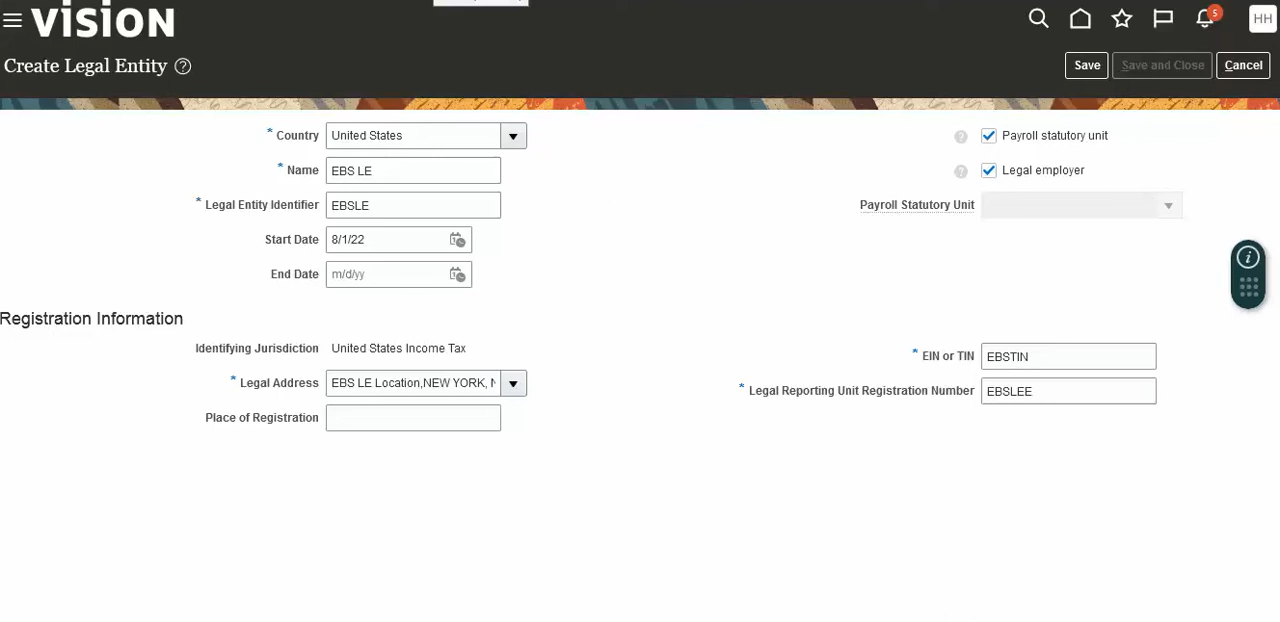 VISION
5
HH
Create Legal Entity ?
Save
Save and Close
Cancel
* Country United States
* Name EBS LE
* Legal Entity Identifier EBSLE
Start Date 8/1/22
End Date m/d/yy
? Payroll statutory unit
? Legal employer
Payroll Statutory Unit
i
Registration Information
Identifying Jurisdiction United States Income Tax
* Legal Address EBS LE Location,NEW YORK,
Place of Registration
* EIN or TIN EBSTIN
* Legal Reporting Unit Registration Number EBSLEE